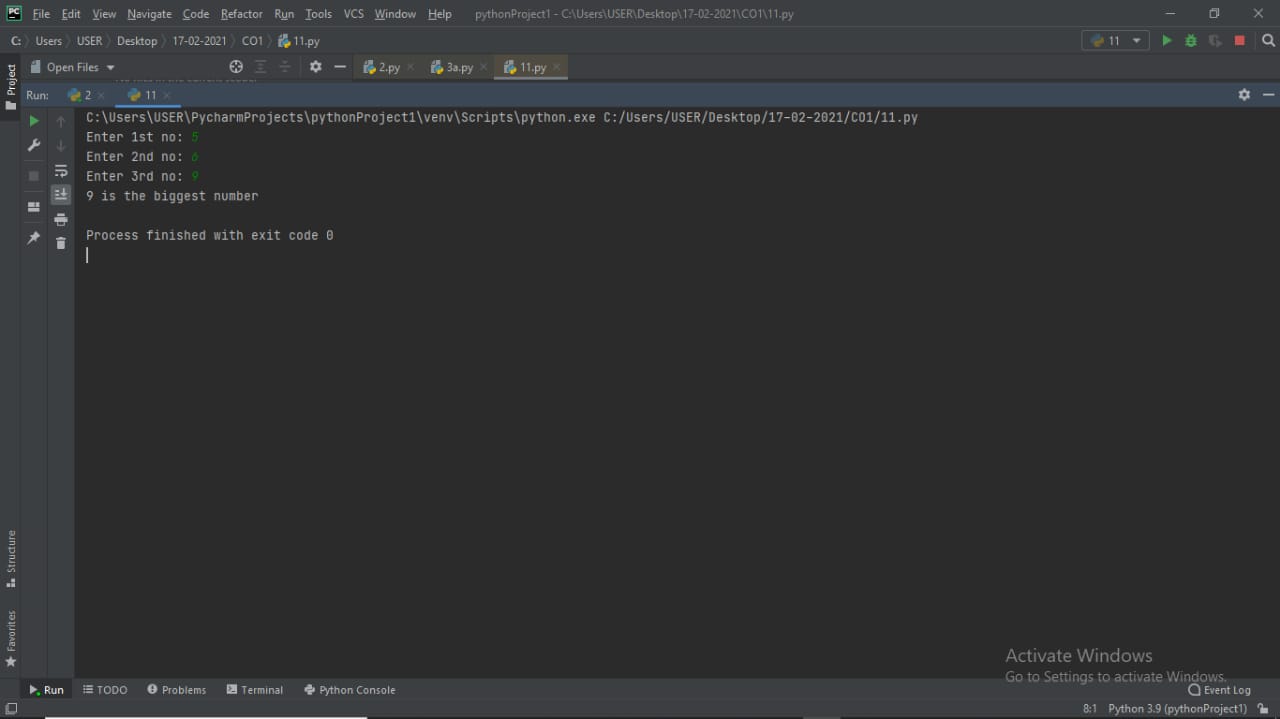 PC File Edit View Navigate Code Refactor Run Tools VCS Window Help pythonProject1 - C:\Users\USER\Desktop\17-02-2021\CO1\11.py
C: Users USER Desktop 17-02-2021 CO1 11.py 11
Project
Open Files 2.py 3a.py 11.py
Run: 2 11
C:\Users\USER\PycharmProjects\pythonProject1\venv\Scripts\python.exe C:/Users/USER/Desktop/17-02-2021/CO1/11.py
Enter 1st no: 5
Enter 2nd no: 6
Enter 3rd no: 9
9 is the biggest number
Process finished with exit code 0
Structure
Favorites
Activate Windows
Go to Settings to activate Windows.
Run TODO Problems Terminal Python Console Event Log
8:1 Python 3.9 (pythonProject1)